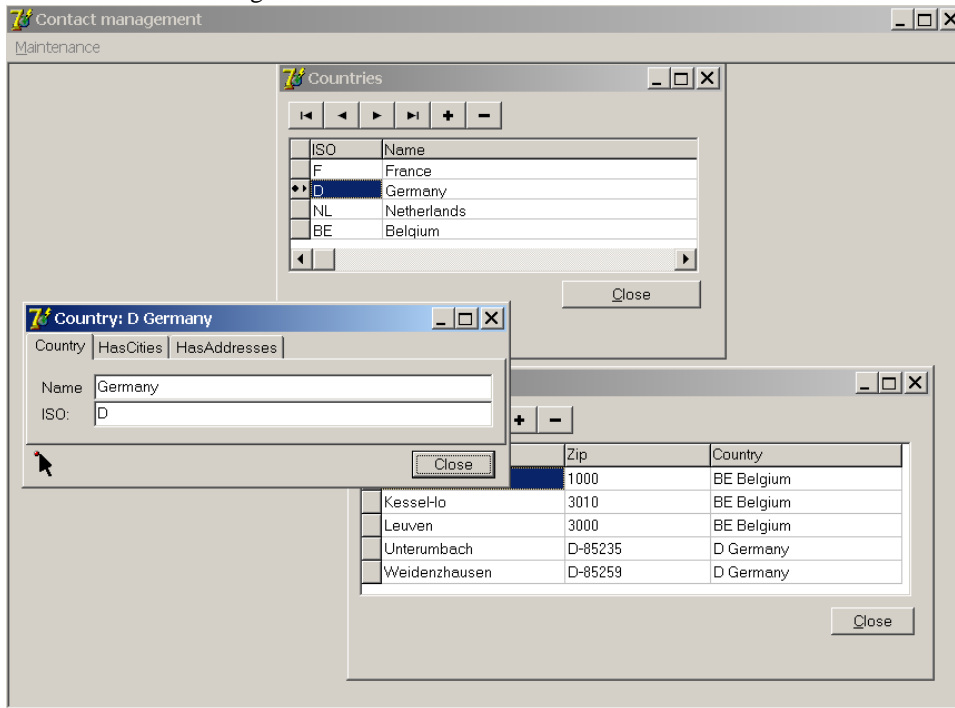 Contact management
Maintenance
Countries
ISO Name
F France
D Germany
NL Netherlands
BE Belgium
Close
Country: D Germany
Country HasCities HasAddresses
Name Germany
ISO: D
Close
Zip Country
1000 BE Belgium
Kessel-lo 3010 BE Belgium
Leuven 3000 BE Belgium
Unterumbach D-85235 D Germany
Weidenzhausen D-85259 D Germany
Close